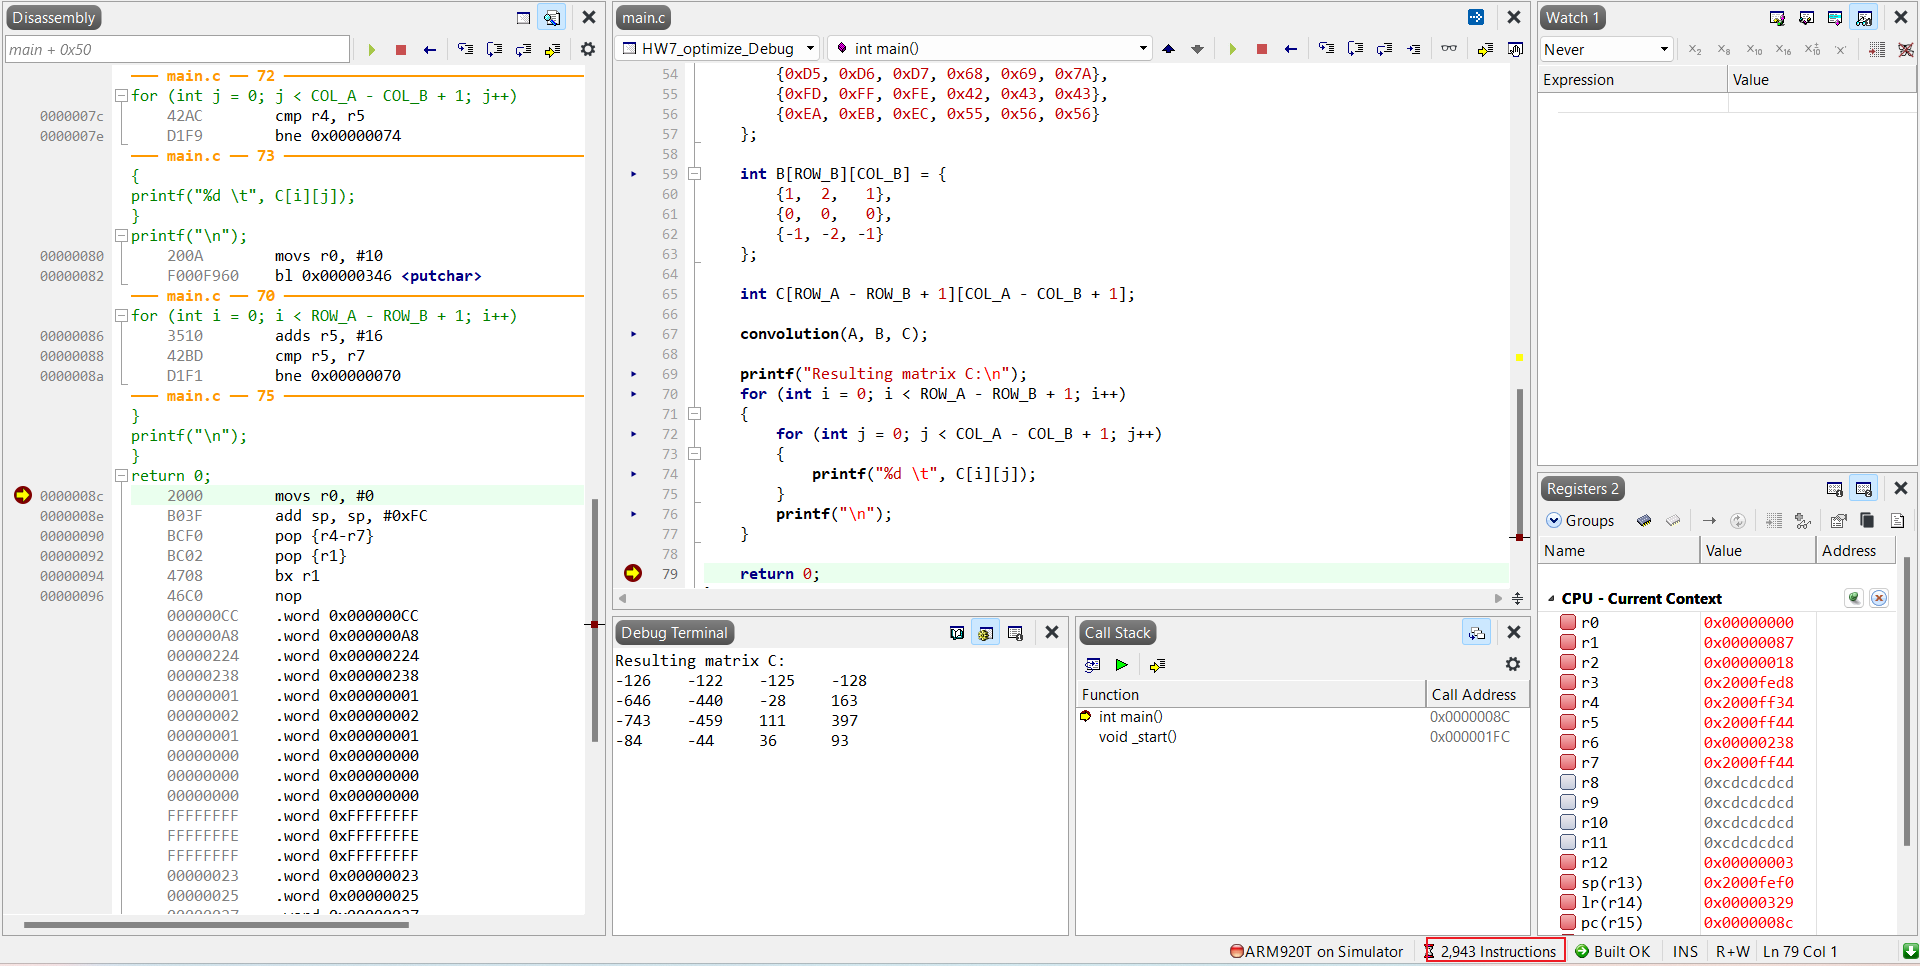 Disassembly
main + 0x50
main.c — 72
for (int j = 0; j < COL_A - COL_B + 1; j++)
0000007c 42AC cmp r4, r5
0000007e D1F9 bne 0x00000074
main.c — 73
{
printf("%d \t", C[i][j]);
}
printf("\n");
00000080 200A movs r0, #10
00000082 F000F960 bl 0x00000346 <putchar>
main.c — 70
for (int i = 0; i < ROW_A - ROW_B + 1; i++)
00000086 3510 adds r5, #16
00000088 42BD cmp r5, r7
0000008a D1F1 bne 0x00000070
main.c — 75
}
printf("\n");
}
return 0;
0000008c 2000 movs r0, #0
0000008e B03F add sp, sp, #0xFC
00000090 BCF0 pop {r4-r7}
00000092 BC02 pop {r1}
00000094 4708 bx r1
00000096 46C0 nop
000000CC .word 0x000000CC
000000A8 .word 0x000000A8
00000224 .word 0x00000224
00000238 .word 0x00000238
00000001 .word 0x00000001
00000002 .word 0x00000002
00000001 .word 0x00000001
00000000 .word 0x00000000
00000000 .word 0x00000000
00000000 .word 0x00000000
FFFFFFFF .word 0xFFFFFFFF
FFFFFFFE .word 0xFFFFFFFE
FFFFFFFF .word 0xFFFFFFFF
00000023 .word 0x00000023
00000025 .word 0x00000025
main.c
HW7_optimize_Debug int main()
54 {0xD5, 0xD6, 0xD7, 0x68, 0x69, 0x7A},
55 {0xFD, 0xFF, 0xFE, 0x42, 0x43, 0x43},
56 {0xEA, 0xEB, 0xEC, 0x55, 0x56, 0x56}
57 };
58
59 int B[ROW_B][COL_B] = {
60 {1, 2, 1},
61 {0, 0, 0},
62 {-1, -2, -1}
63 };
64
65 int C[ROW_A - ROW_B + 1][COL_A - COL_B + 1];
66
67 convolution(A, B, C);
68
69 printf("Resulting matrix C:\n");
70 for (int i = 0; i < ROW_A - ROW_B + 1; i++)
71 {
72 for (int j = 0; j < COL_A - COL_B + 1; j++)
73 {
74 printf("%d \t", C[i][j]);
75 }
76 printf("\n");
77 }
78
79 return 0;
Debug Terminal
Resulting matrix C:
-126 -122 -125 -128
-646 -440 -28 163
-743 -459 111 397
-84 -44 36 93
Call Stack
Function Call Address
int main() 0x0000008C
void _start() 0x000001FC
Watch 1
Never
Expression Value
Registers 2
Groups
Name Value Address
CPU - Current Context
r0 0x00000000
r1 0x00000087
r2 0x00000018
r3 0x2000fed8
r4 0x2000ff34
r5 0x2000ff44
r6 0x00000238
r7 0x2000ff44
r8 0xcdcdcdcd
r9 0xcdcdcdcd
r10 0xcdcdcdcd
r11 0xcdcdcdcd
r12 0x00000003
sp(r13) 0x2000fef0
lr(r14) 0x00000329
pc(r15) 0x0000008c
ARM920T on Simulator 2,943 Instructions Built OK INS R+W Ln 79 Col 1